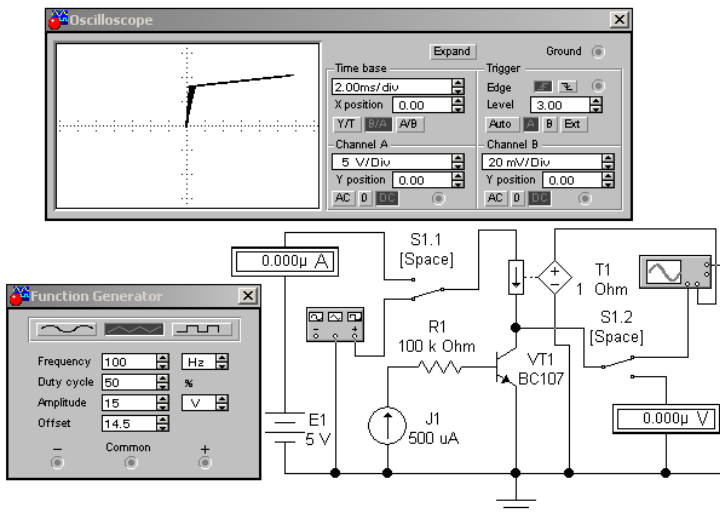 Oscilloscope
Expand
Ground
Time base
2.00ms/div
X position 0.00
Y/T B/A A/B
Trigger
Edge
Level 3.00
Auto A B Ext
Channel A
5 V/Div
Y position 0.00
AC 0 DC
Channel B
20 mV/Div
Y position 0.00
AC 0 DC
0.000µ A
S1.1
[Space]
T1
1 Ohm
Function Generator
Frequency 100 Hz
Duty cycle 50 %
Amplitude 15 V
Offset 14.5
− Common +
− +
R1
100 k Ohm
S1.2
[Space]
VT1
BC107
E1
5 V
J1
500 uA
0.000µ V
+
−